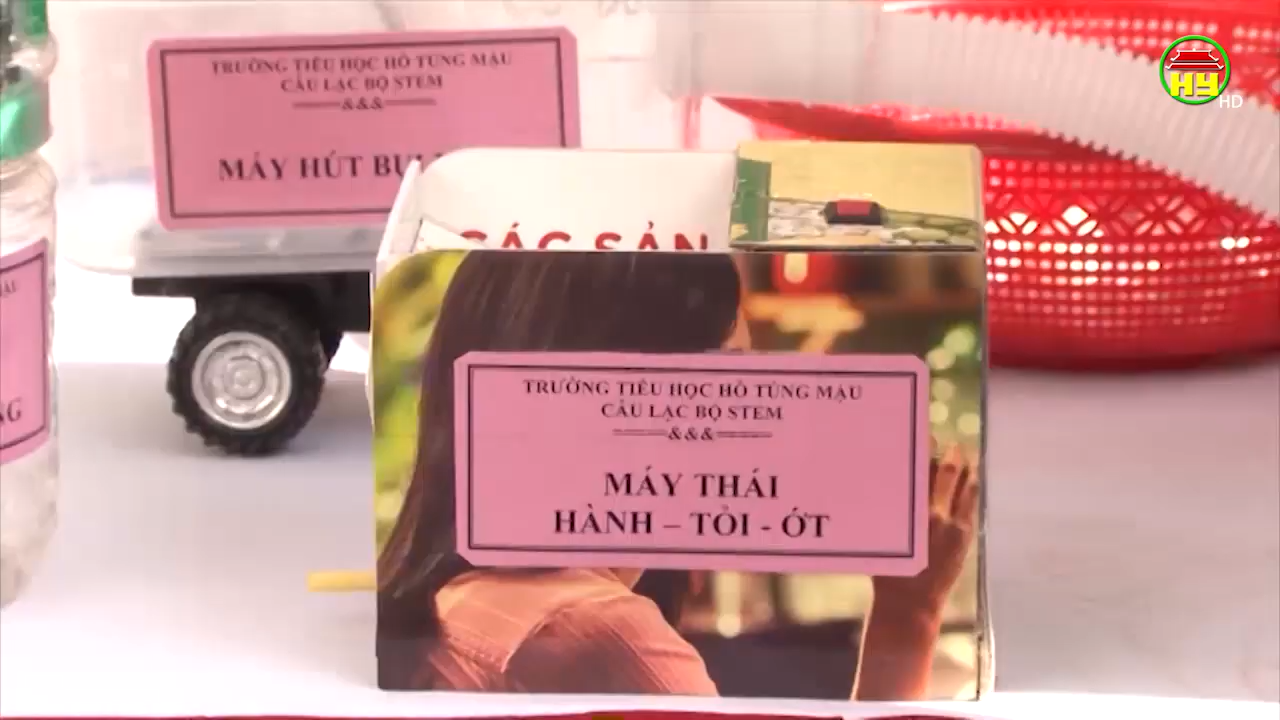 TRƯỜNG TIỂU HỌC HỒ TÙNG MẬU
CÂU LẠC BỘ STEM
&&&
MÁY HÚT
HY
HD
CÁC SẢN
TRƯỜNG TIỂU HỌC HỒ TÙNG MẬU
CÂU LẠC BỘ STEM
&&&
MÁY THÁI
HÀNH – TỎI - ỚT